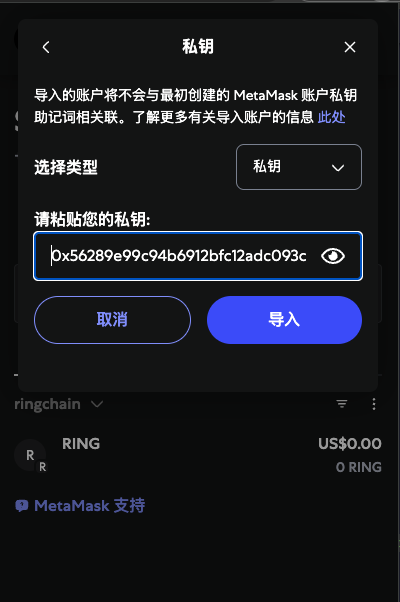 私钥
导入的账户将不会与最初创建的 MetaMask 账户私钥
助记词相关联。了解更多有关导入账户的信息 此处
选择类型
私钥
请粘贴您的私钥:
0x56289e99c94b6912bfc12adc093c
取消
导入
ringchain
R
R
RING
US$0.00
0 RING
MetaMask 支持